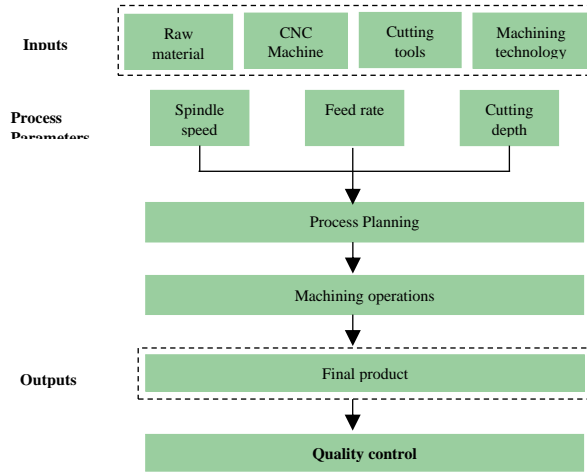 Inputs
Raw
material
CNC
Machine
Cutting
tools
Machining
technology
Process
Parameters
Spindle
speed
Feed rate
Cutting
depth
Process Planning
Machining operations
Outputs
Final product
Quality control